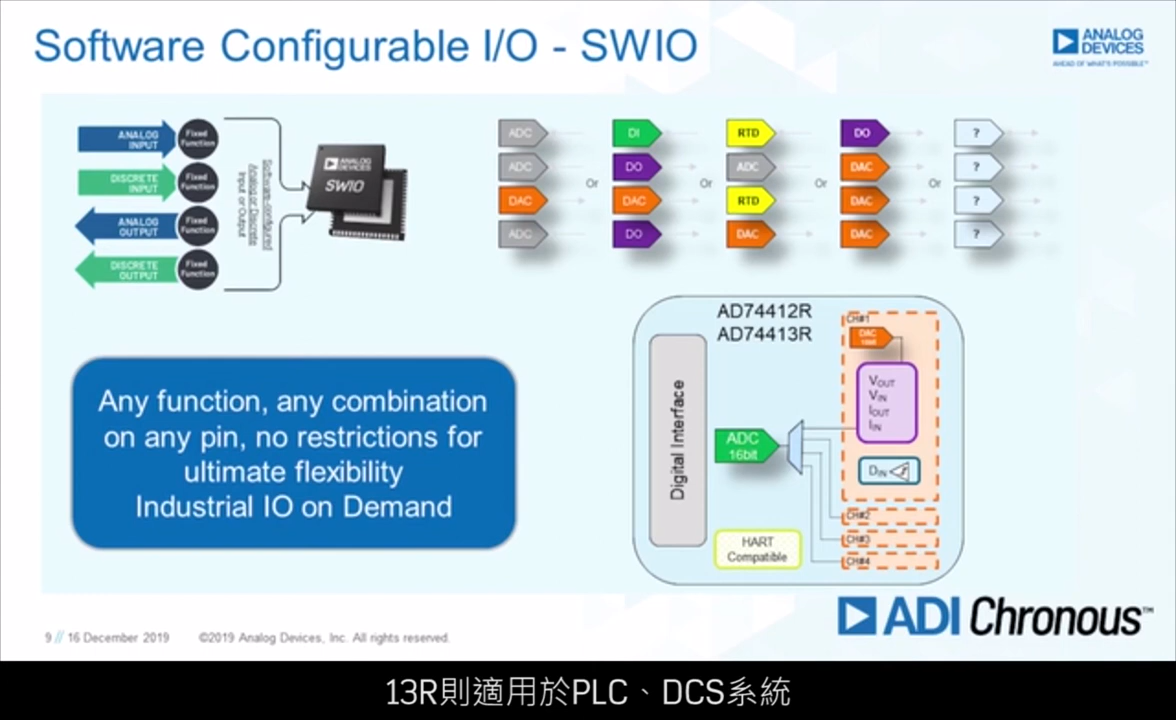 Software Configurable I/O - SWIO
ANALOG
DEVICES
AHEAD OF WHAT'S POSSIBLE™
ANALOG
INPUT
Fixed
Function
DISCRETE
INPUT
Fixed
Function
ANALOG
OUTPUT
Fixed
Function
DISCRETE
OUTPUT
Fixed
Function
Software-configured
Analog or Discrete
Input or Output
ANALOG
DEVICES
SWIO
ADC
ADC
DAC
ADC
Or
DI
DO
DAC
DO
Or
RTD
ADC
RTD
DAC
Or
DO
DAC
DAC
DAC
Or
?
?
?
?
Any function, any combination
on any pin, no restrictions for
ultimate flexibility
Industrial IO on Demand
AD74412R
AD74413R
Digital Interface
ADC
16bit
HART
Compatible
CH#1
DAC
VOUT
VIN
IOUT
IIN
DIN
CH#2
CH#3
CH#4
9 // 16 December 2019 ©2019 Analog Devices, Inc. All rights reserved.
ADI Chronous™
13R則適用於PLC、DCS系統